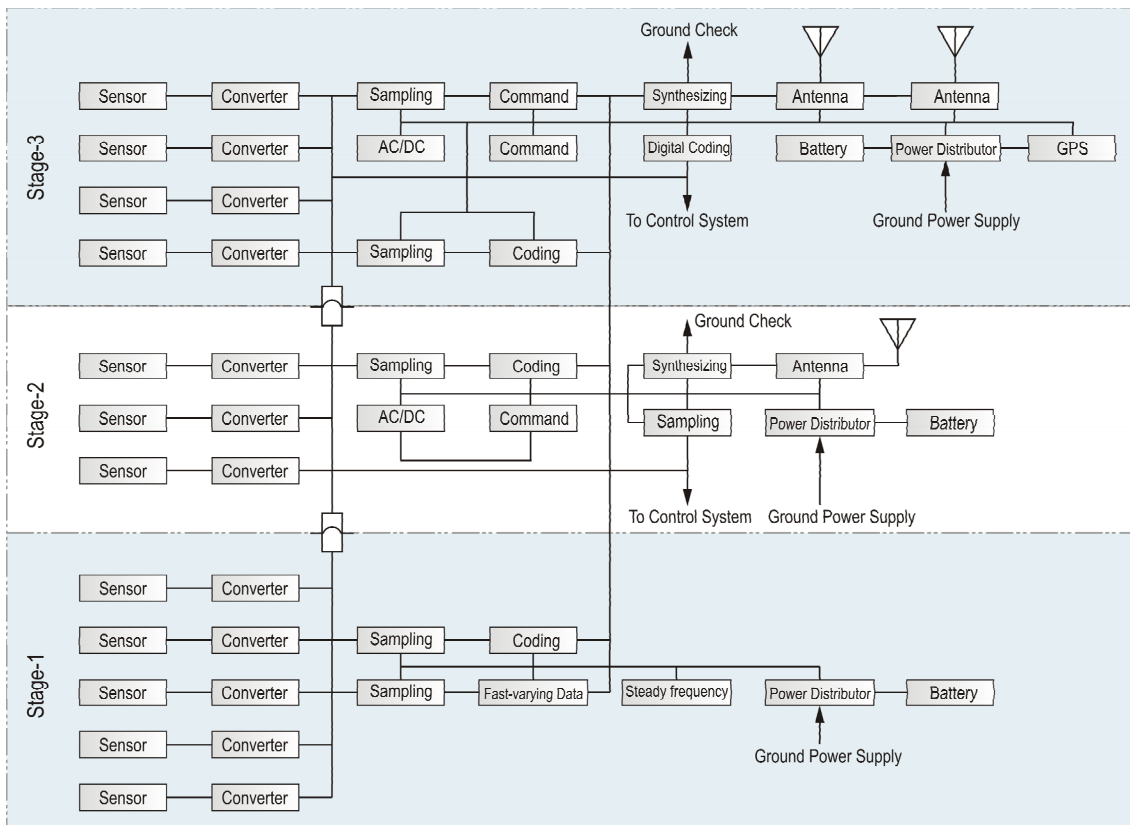 Stage-3
Ground Check
Sensor Converter Sampling Command Synthesizing Antenna Antenna
Sensor Converter AC/DC Command Digital Coding Battery Power Distributor GPS
Sensor Converter
To Control System Ground Power Supply
Sensor Converter Sampling Coding
Stage-2
Ground Check
Sensor Converter Sampling Coding Synthesizing Antenna
Sensor Converter AC/DC Command Sampling Power Distributor Battery
Sensor Converter
To Control System Ground Power Supply
Stage-1
Sensor Converter
Sensor Converter Sampling Coding
Sensor Converter Sampling Fast-varying Data Steady frequency Power Distributor Battery
Sensor Converter
Ground Power Supply
Sensor Converter